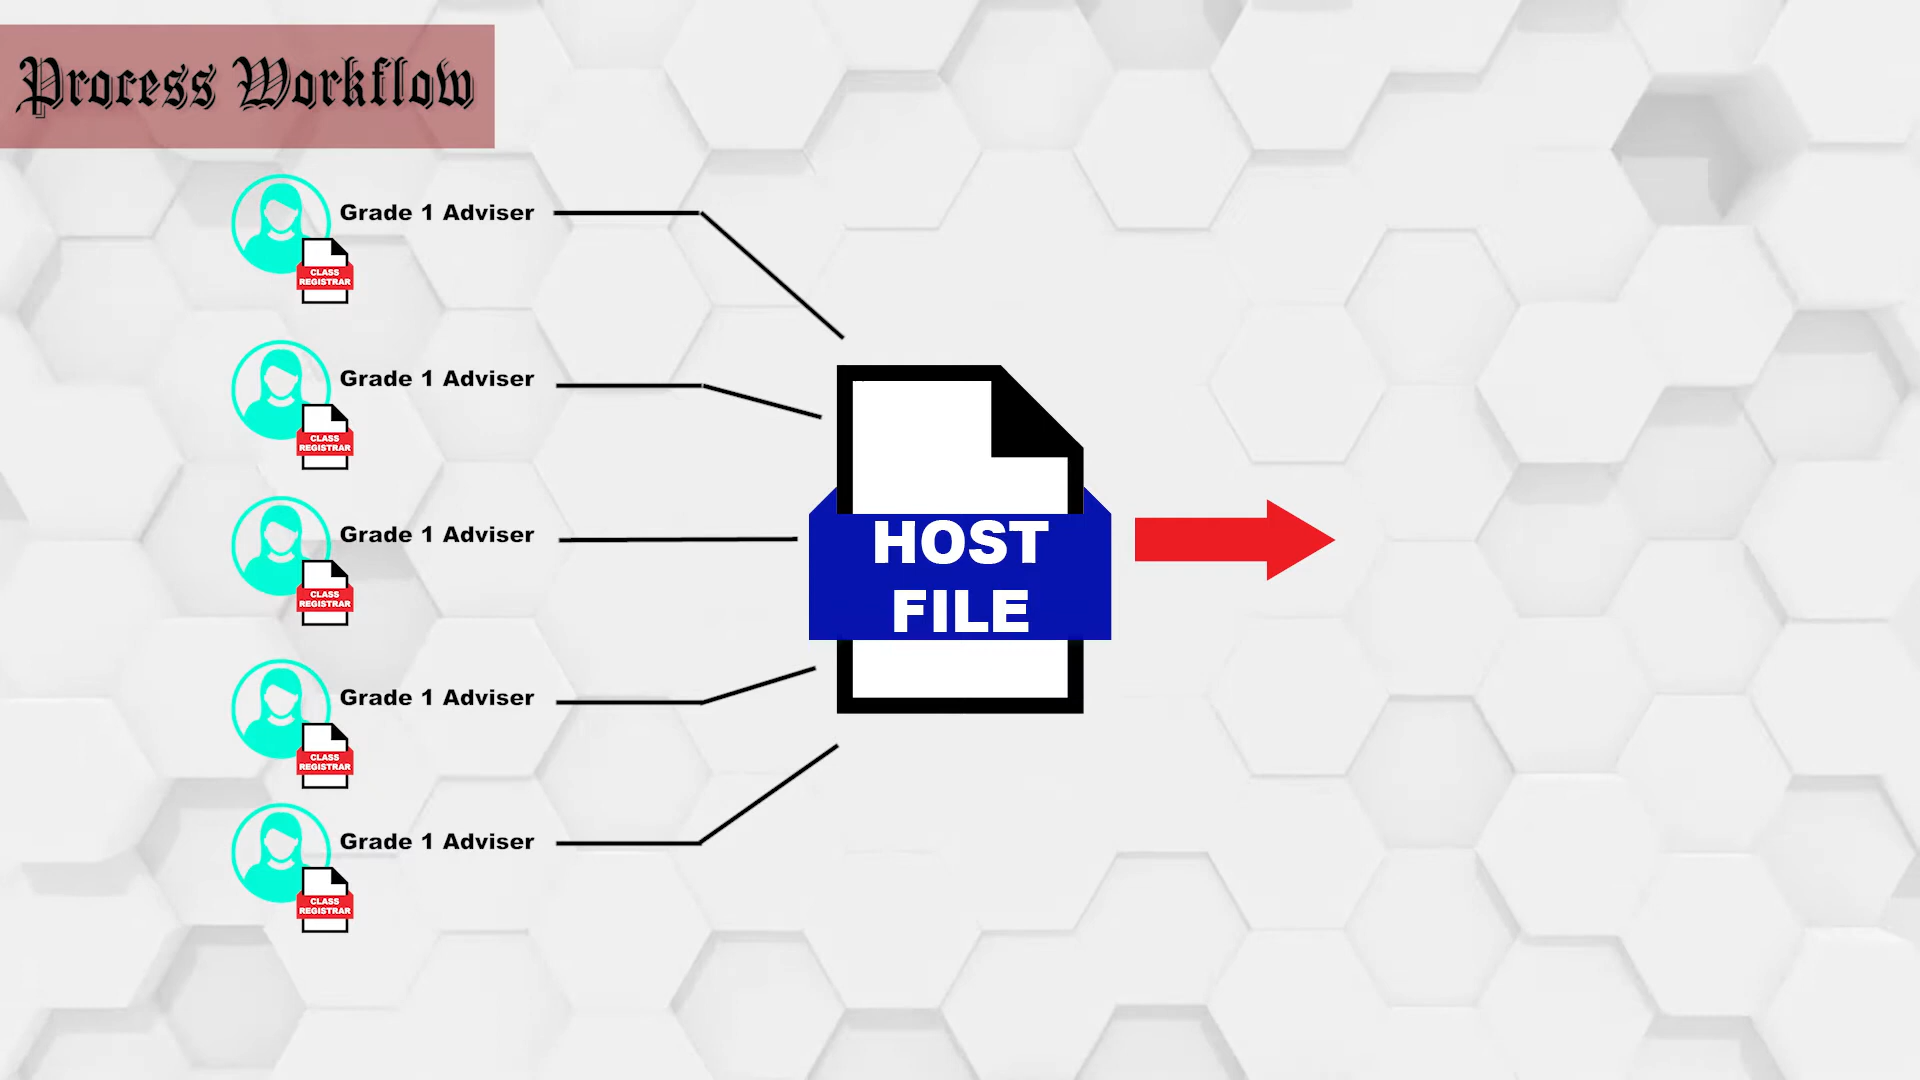 Process Workflow
Grade 1 Adviser
CLASS
REGISTRAR
Grade 1 Adviser
CLASS
REGISTRAR
Grade 1 Adviser
CLASS
REGISTRAR
Grade 1 Adviser
CLASS
REGISTRAR
Grade 1 Adviser
CLASS
REGISTRAR
HOST
FILE